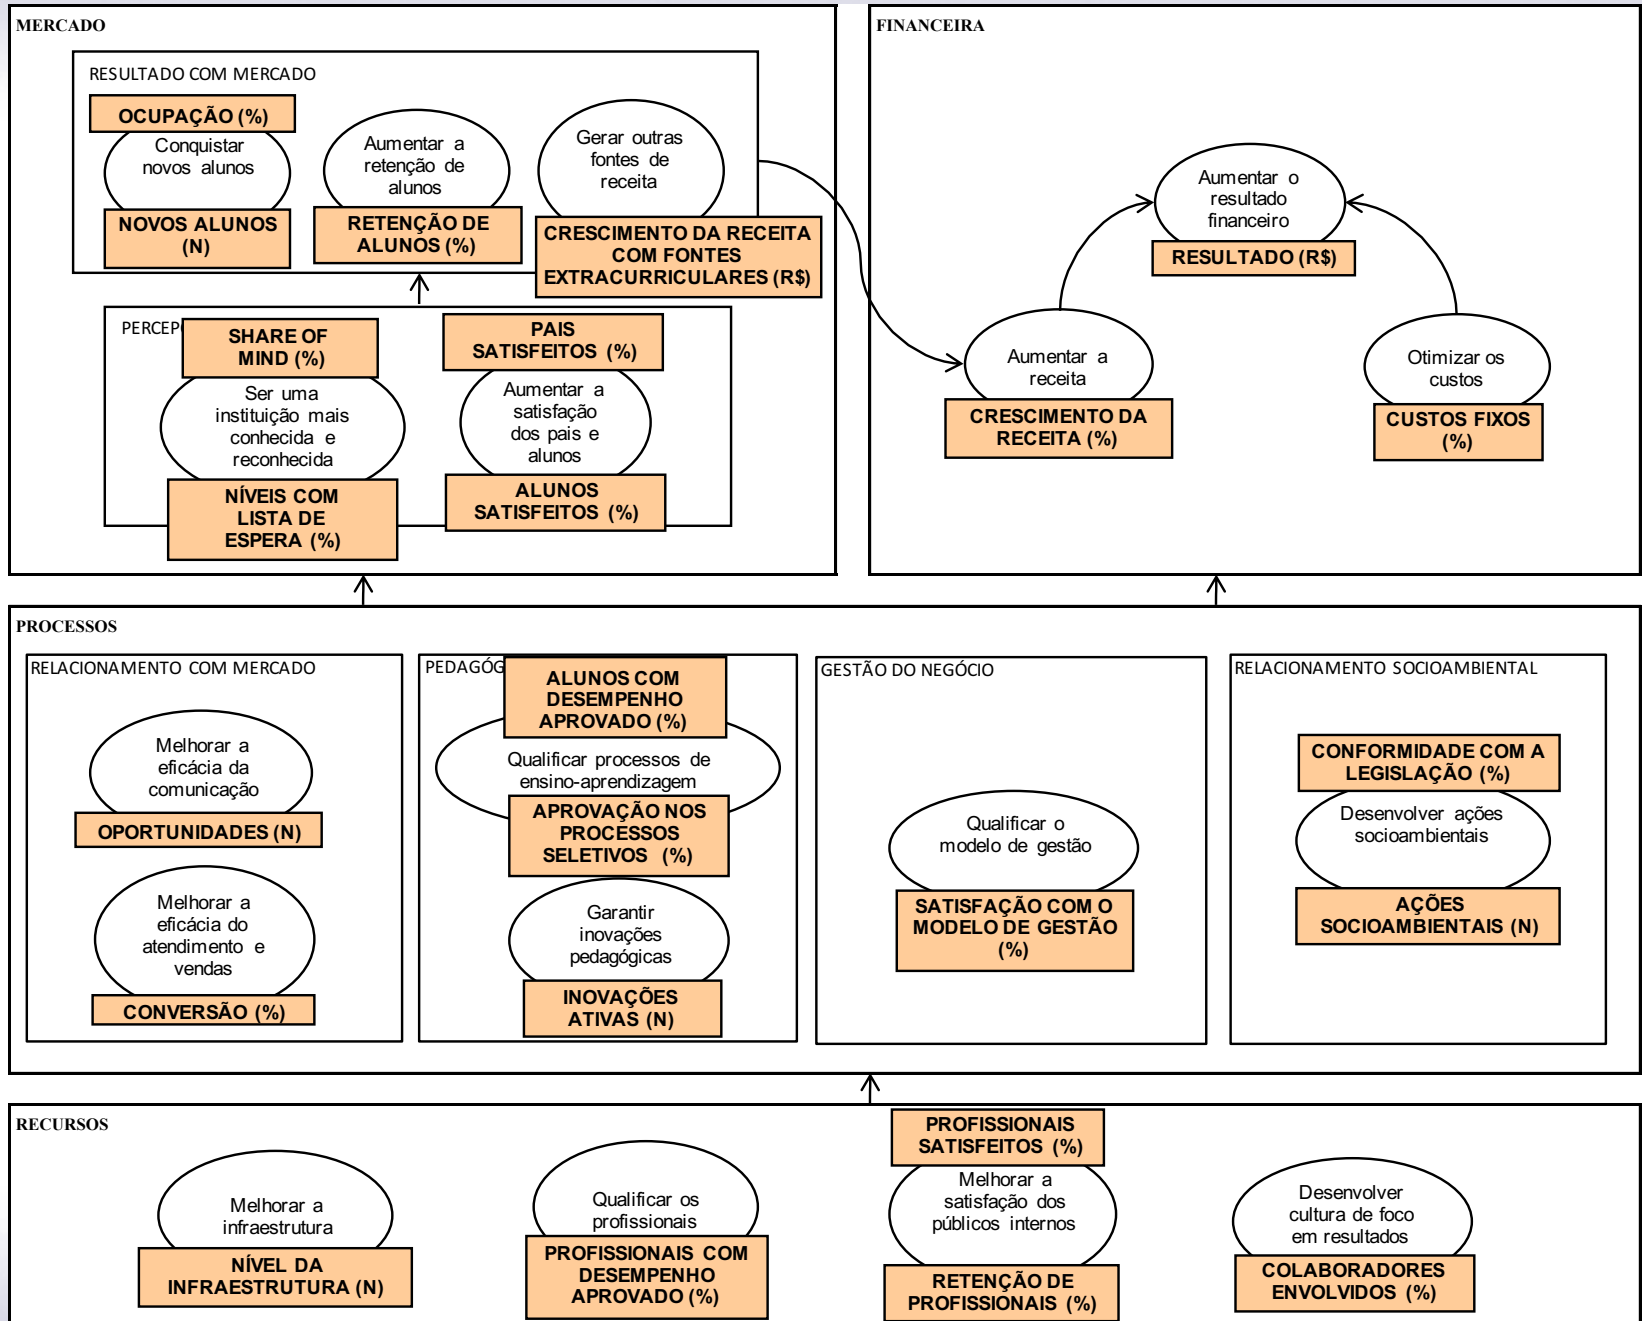 MERCADO
RESULTADO COM MERCADO
OCUPAÇÃO (%)
Conquistar
novos alunos
NOVOS ALUNOS
(N)
Aumentar a
retenção de
alunos
RETENÇÃO DE
ALUNOS (%)
Gerar outras
fontes de
receita
CRESCIMENTO DA RECEITA
COM FONTES
EXTRACURRICULARES (R$)
SHARE OF
MIND (%)
Ser uma
instituição mais
conhecida e
reconhecida
NÍVEIS COM
LISTA DE
ESPERA (%)
PAIS
SATISFEITOS (%)
Aumentar a
satisfação
dos pais e
alunos
ALUNOS
SATISFEITOS (%)
FINANCEIRA
Aumentar o
resultado
financeiro
RESULTADO (R$)
Aumentar a
receita
CRESCIMENTO DA
RECEITA (%)
Otimizar os
custos
CUSTOS FIXOS
(%)
PROCESSOS
RELACIONAMENTO COM MERCADO
Melhorar a
eficácia da
comunicação
OPORTUNIDADES (N)
Melhorar a
eficácia do
atendimento e
vendas
CONVERSÃO (%)
ALUNOS COM
DESEMPENHO
APROVADO (%)
Qualificar processos de
ensino-aprendizagem
APROVAÇÃO NOS
PROCESSOS
SELETIVOS (%)
Garantir
inovações
pedagógicas
INOVAÇÕES
ATIVAS (N)
GESTÃO DO NEGÓCIO
Qualificar o
modelo de gestão
SATISFAÇÃO COM O
MODELO DE GESTÃO
(%)
RELACIONAMENTO SOCIOAMBIENTAL
CONFORMIDADE COM A
LEGISLAÇÃO (%)
Desenvolver ações
socioambientais
AÇÕES
SOCIOAMBIENTAIS (N)
RECURSOS
Melhorar a
infraestrutura
NÍVEL DA
INFRAESTRUTURA (N)
Qualificar os
profissionais
PROFISSIONAIS COM
DESEMPENHO
APROVADO (%)
PROFISSIONAIS
SATISFEITOS (%)
Melhorar a
satisfação dos
públicos internos
RETENÇÃO DE
PROFISSIONAIS (%)
Desenvolver
cultura de foco
em resultados
COLABORADORES
ENVOLVIDOS (%)